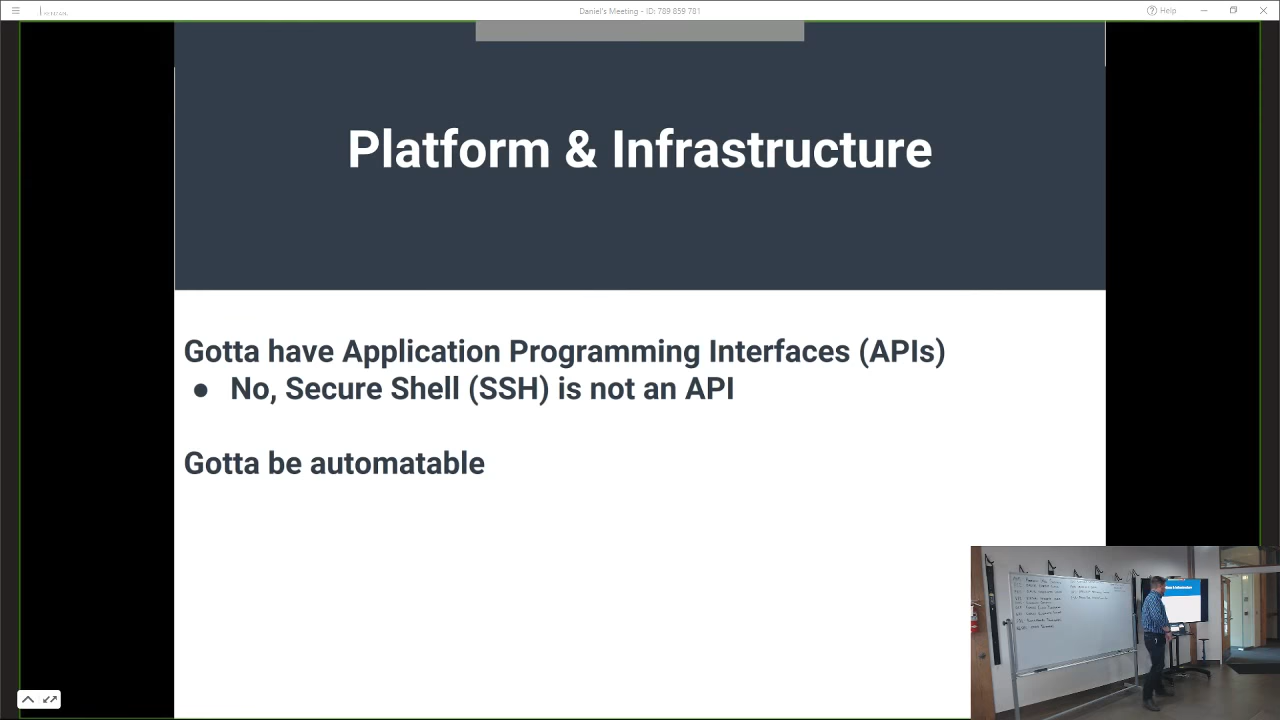 Daniel's Meeting - ID: 789 859 781
Help
Platform & Infrastructure
Gotta have Application Programming Interfaces (APIs)
● No, Secure Shell (SSH) is not an API
Gotta be automatable